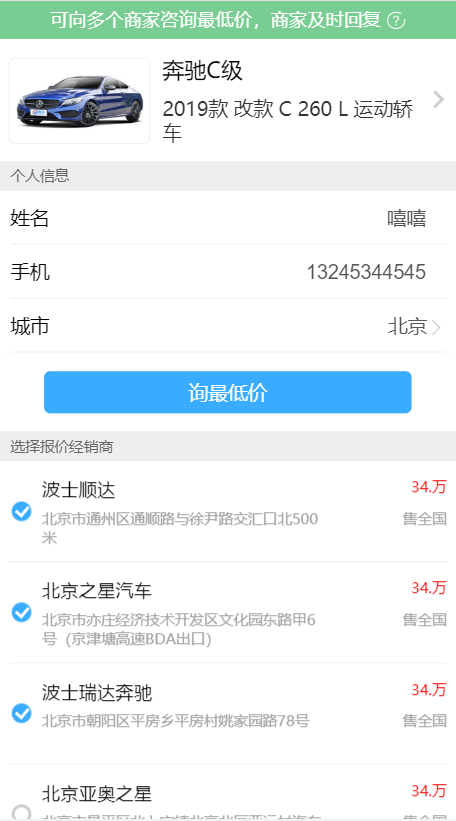 可向多个商家咨询最低价，商家及时回复 ?
奔驰C级
2019款 改款 C 260 L 运动轿
车
个人信息
姓名 嘻嘻
手机 13245344545
城市 北京
询最低价
选择报价经销商
波士顺达 34.万
北京市通州区通顺路与徐尹路交汇口北500 售全国
米
北京之星汽车 34.万
北京市亦庄经济技术开发区文化园东路甲6 售全国
号（京津塘高速BDA出口）
波士瑞达奔驰 34.万
北京市朝阳区平房乡平房村姚家园路78号 售全国
北京亚奥之星 34.万